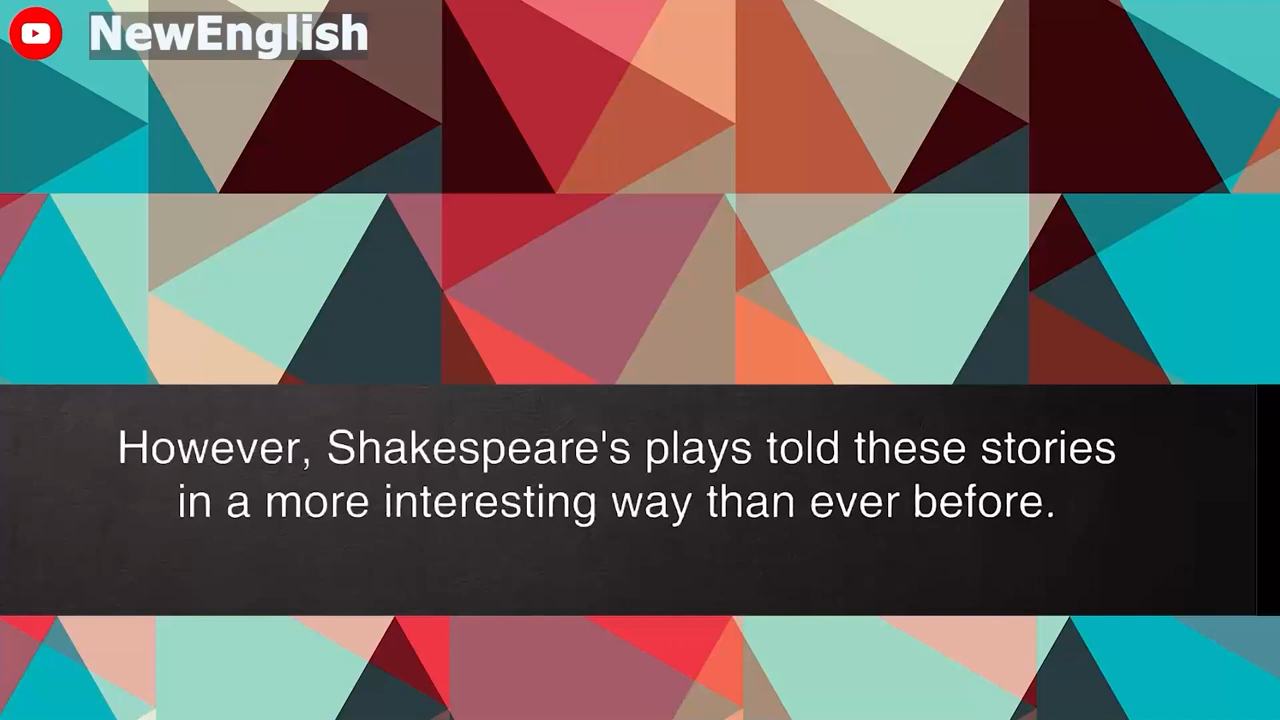 NewEnglish
However, Shakespeare's plays told these stories
in a more interesting way than ever before.